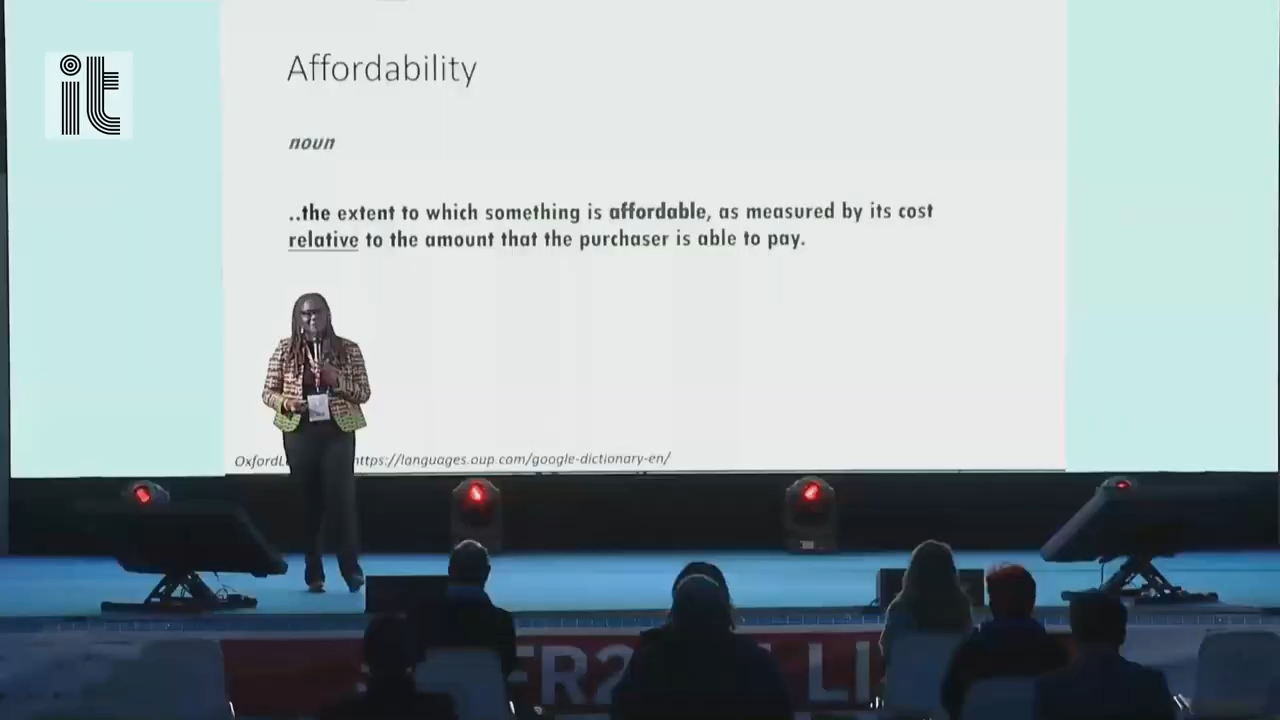 it
Affordability
noun
..the extent to which something is affordable, as measured by its cost
relative to the amount that the purchaser is able to pay.
https://languages.oup.com/google-dictionary-en/